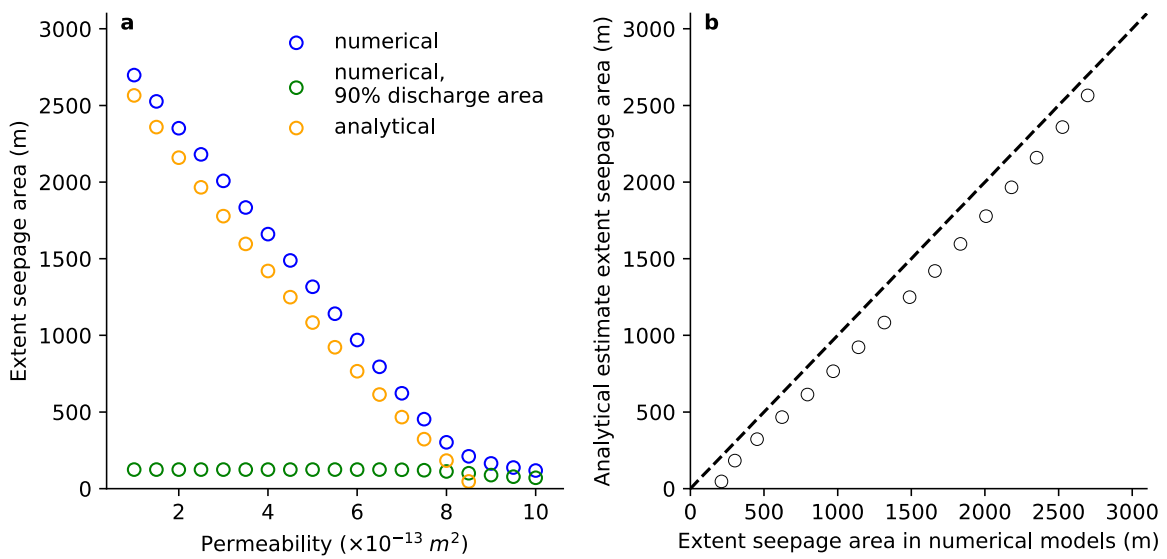 a
numerical
numerical,
90% discharge area
analytical
3000
2500
2000
1500
1000
500
0
Extent seepage area (m)
2 4 6 8 10
Permeability (×10⁻¹³ m²)
b
3000
2500
2000
1500
1000
500
0
Analytical estimate extent seepage area (m)
0 500 1000 1500 2000 2500 3000
Extent seepage area in numerical models (m)